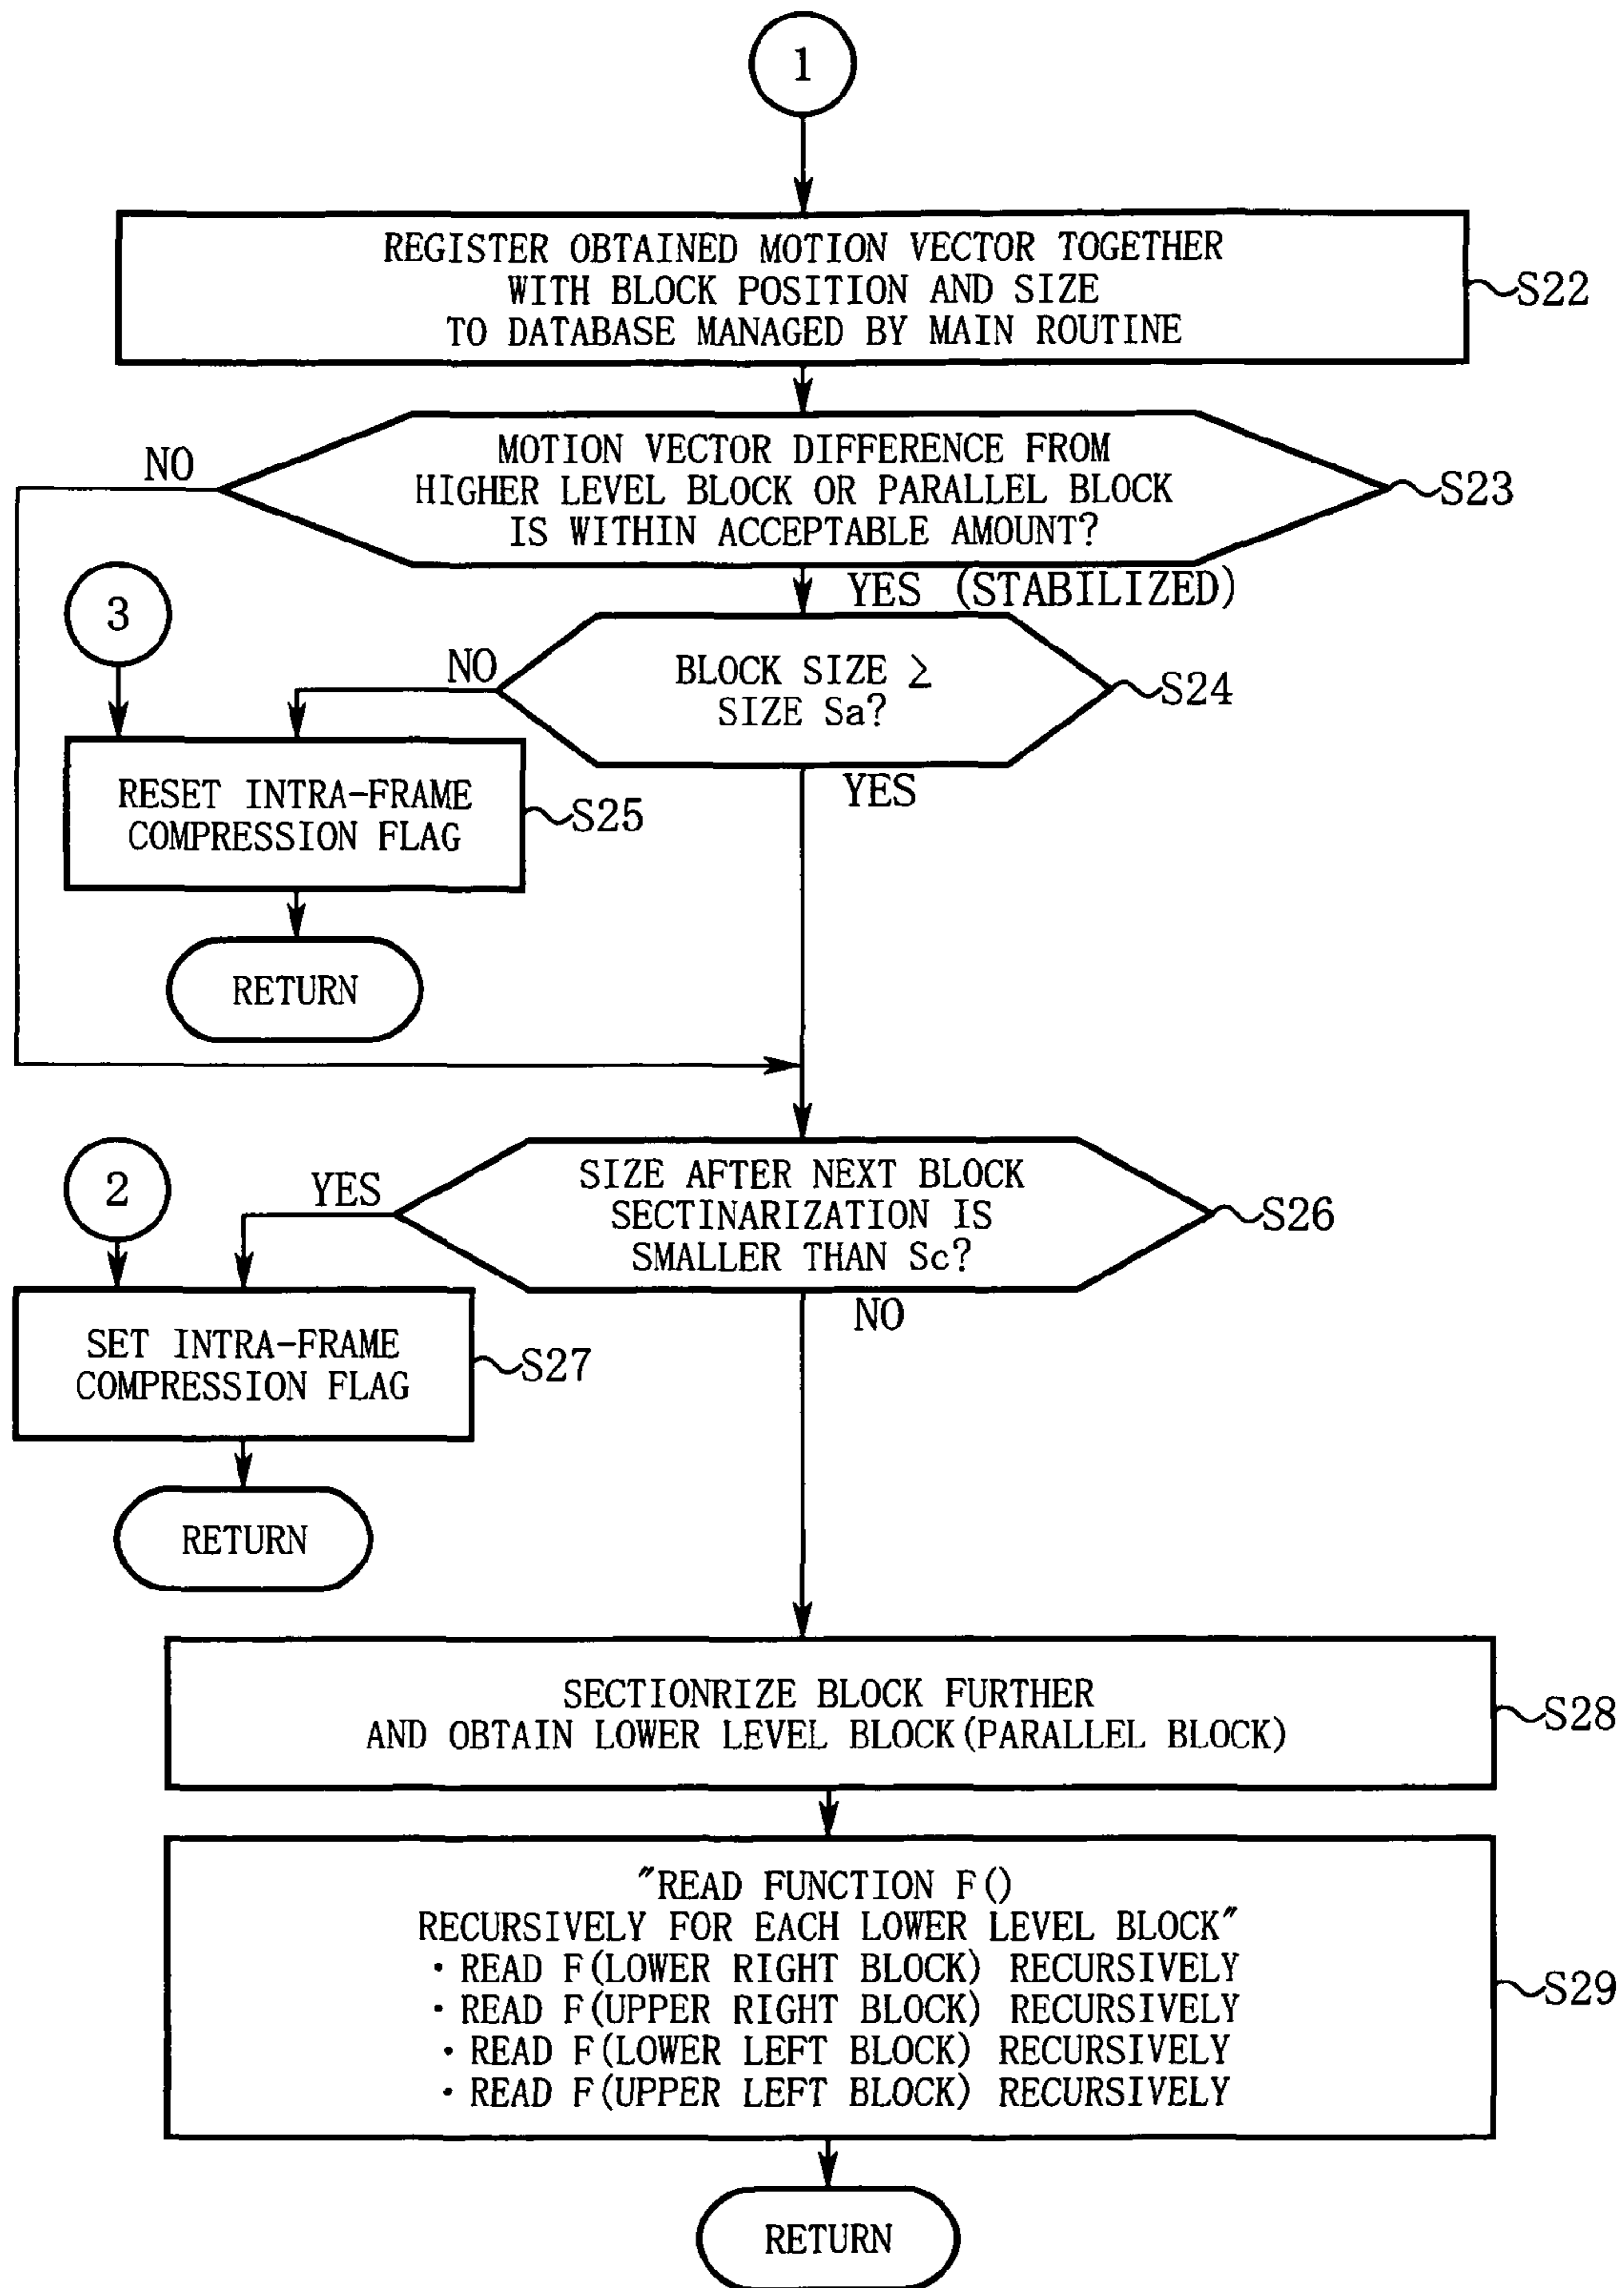 1
REGISTER OBTAINED MOTION VECTOR TOGETHER
WITH BLOCK POSITION AND SIZE
TO DATABASE MANAGED BY MAIN ROUTINE
S22
NO
MOTION VECTOR DIFFERENCE FROM
HIGHER LEVEL BLOCK OR PARALLEL BLOCK
IS WITHIN ACCEPTABLE AMOUNT?
S23
YES (STABILIZED)
3
NO
BLOCK SIZE ≥
SIZE Sa?
S24
YES
RESET INTRA-FRAME
COMPRESSION FLAG
S25
RETURN
2
YES
SIZE AFTER NEXT BLOCK
SECTINARIZATION IS
SMALLER THAN Sc?
S26
NO
SET INTRA-FRAME
COMPRESSION FLAG
S27
RETURN
SECTIONRIZE BLOCK FURTHER
AND OBTAIN LOWER LEVEL BLOCK(PARALLEL BLOCK)
S28
"READ FUNCTION F()
RECURSIVELY FOR EACH LOWER LEVEL BLOCK"
・READ F(LOWER RIGHT BLOCK) RECURSIVELY
・READ F(UPPER RIGHT BLOCK) RECURSIVELY
・READ F(LOWER LEFT BLOCK) RECURSIVELY
・READ F(UPPER LEFT BLOCK) RECURSIVELY
S29
RETURN